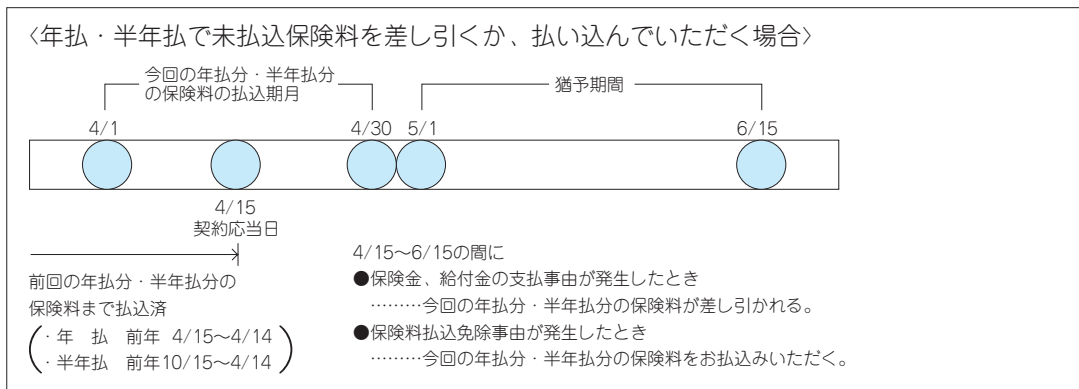 〈年払・半年払で未払込保険料を差し引くか、払い込んでいただく場合〉
今回の年払分・半年払分
の保険料の払込期月
猶予期間
4/1
4/30
5/1
6/15
4/15
契約応当日
前回の年払分・半年払分の
保険料まで払込済
・年　払　前年 4/15〜4/14
・半年払　前年10/15〜4/14
4/15〜6/15の間に
●保険金、給付金の支払事由が発生したとき
………今回の年払分・半年払分の保険料が差し引かれる。
●保険料払込免除事由が発生したとき
………今回の年払分・半年払分の保険料をお払込みいただく。